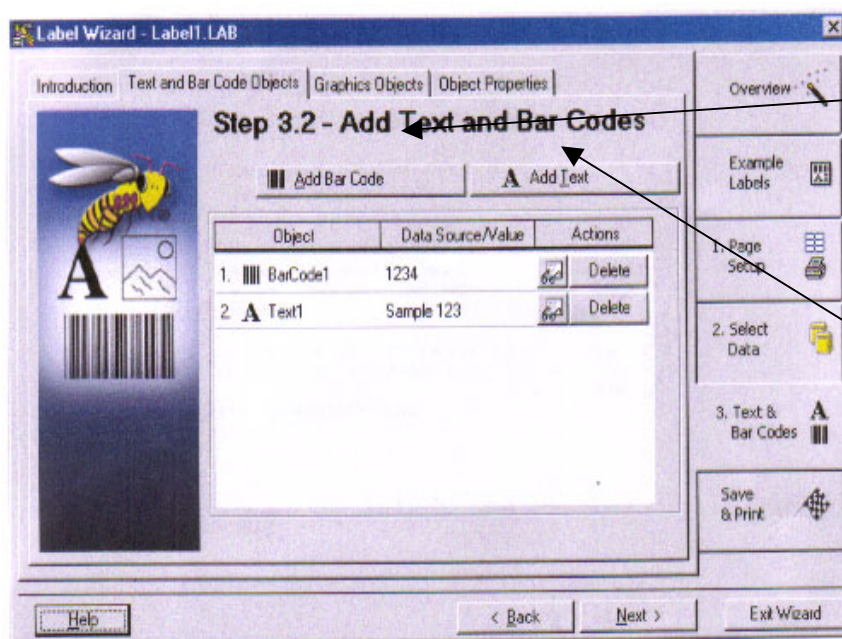 Label Wizard - Label1.LAB
Introduction Text and Bar Code Objects Graphics Objects Object Properties
Step 3.2 - Add Text and Bar Codes
Add Bar Code
A Add Text
Object Data Source/Value Actions
1. BarCode1 1234 Delete
2 A Text1 Sample 123 Delete
A
Overview
Example
Labels
1. Page
Setup
2. Select
Data
3. Text & A
Bar Codes
Save
& Print
Help
< Back
Next >
Exit Wizard